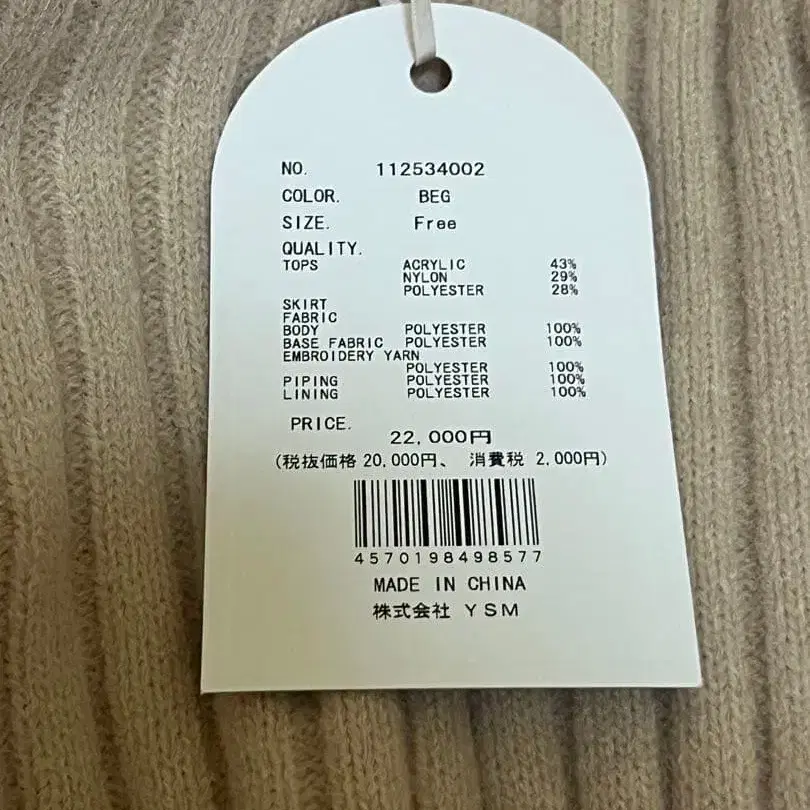 NO. 112534002
COLOR. BEG
SIZE. Free
QUALITY.
TOPS ACRYLIC 43%
NYLON 29%
POLYESTER 28%
SKIRT
FABRIC
BODY POLYESTER 100%
BASE FABRIC POLYESTER 100%
EMBROIDERY YARN
POLYESTER 100%
PIPING POLYESTER 100%
LINING POLYESTER 100%
PRICE.
22,000円
(税抜価格 20,000円、 消費税 2,000円)
4570198498577
MADE IN CHINA
株式会社 YSM